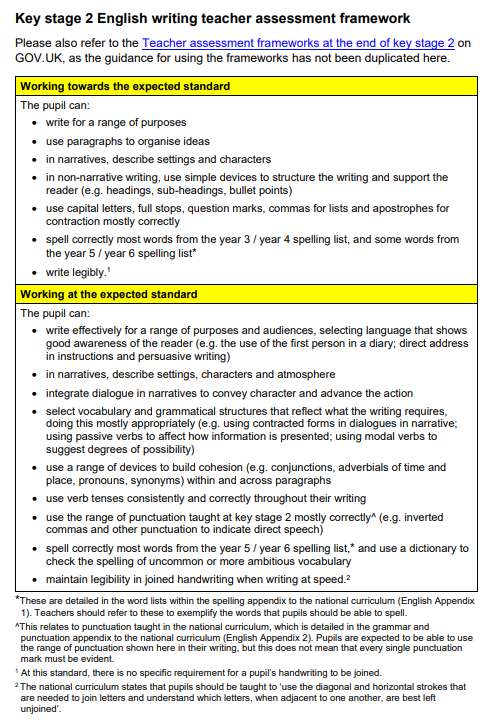 Key stage 2 English writing teacher assessment framework
Please also refer to the Teacher assessment frameworks at the end of key stage 2 on
GOV.UK, as the guidance for using the frameworks has not been duplicated here.
Working towards the expected standard
The pupil can:
• write for a range of purposes
• use paragraphs to organise ideas
• in narratives, describe settings and characters
• in non-narrative writing, use simple devices to structure the writing and support the
reader (e.g. headings, sub-headings, bullet points)
• use capital letters, full stops, question marks, commas for lists and apostrophes for
contraction mostly correctly
• spell correctly most words from the year 3 / year 4 spelling list, and some words from
the year 5 / year 6 spelling list*
• write legibly.¹
Working at the expected standard
The pupil can:
• write effectively for a range of purposes and audiences, selecting language that shows
good awareness of the reader (e.g. the use of the first person in a diary; direct address
in instructions and persuasive writing)
• in narratives, describe settings, characters and atmosphere
• integrate dialogue in narratives to convey character and advance the action
• select vocabulary and grammatical structures that reflect what the writing requires,
doing this mostly appropriately (e.g. using contracted forms in dialogues in narrative;
using passive verbs to affect how information is presented; using modal verbs to
suggest degrees of possibility)
• use a range of devices to build cohesion (e.g. conjunctions, adverbials of time and
place, pronouns, synonyms) within and across paragraphs
• use verb tenses consistently and correctly throughout their writing
• use the range of punctuation taught at key stage 2 mostly correctly^ (e.g. inverted
commas and other punctuation to indicate direct speech)
• spell correctly most words from the year 5 / year 6 spelling list,* and use a dictionary to
check the spelling of uncommon or more ambitious vocabulary
• maintain legibility in joined handwriting when writing at speed.²
*These are detailed in the word lists within the spelling appendix to the national curriculum (English Appendix
1). Teachers should refer to these to exemplify the words that pupils should be able to spell.
^This relates to punctuation taught in the national curriculum, which is detailed in the grammar and
punctuation appendix to the national curriculum (English Appendix 2). Pupils are expected to be able to use
the range of punctuation shown here in their writing, but this does not mean that every single punctuation
mark must be evident.
¹ At this standard, there is no specific requirement for a pupil's handwriting to be joined.
² The national curriculum states that pupils should be taught to 'use the diagonal and horizontal strokes that
are needed to join letters and understand which letters, when adjacent to one another, are best left
unjoined'.